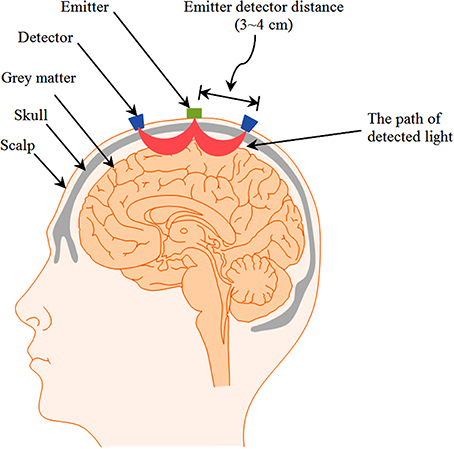 Emitter
Emitter detector distance
(3~4 cm)
Detector
Grey matter
Skull
Scalp
The path of
detected light